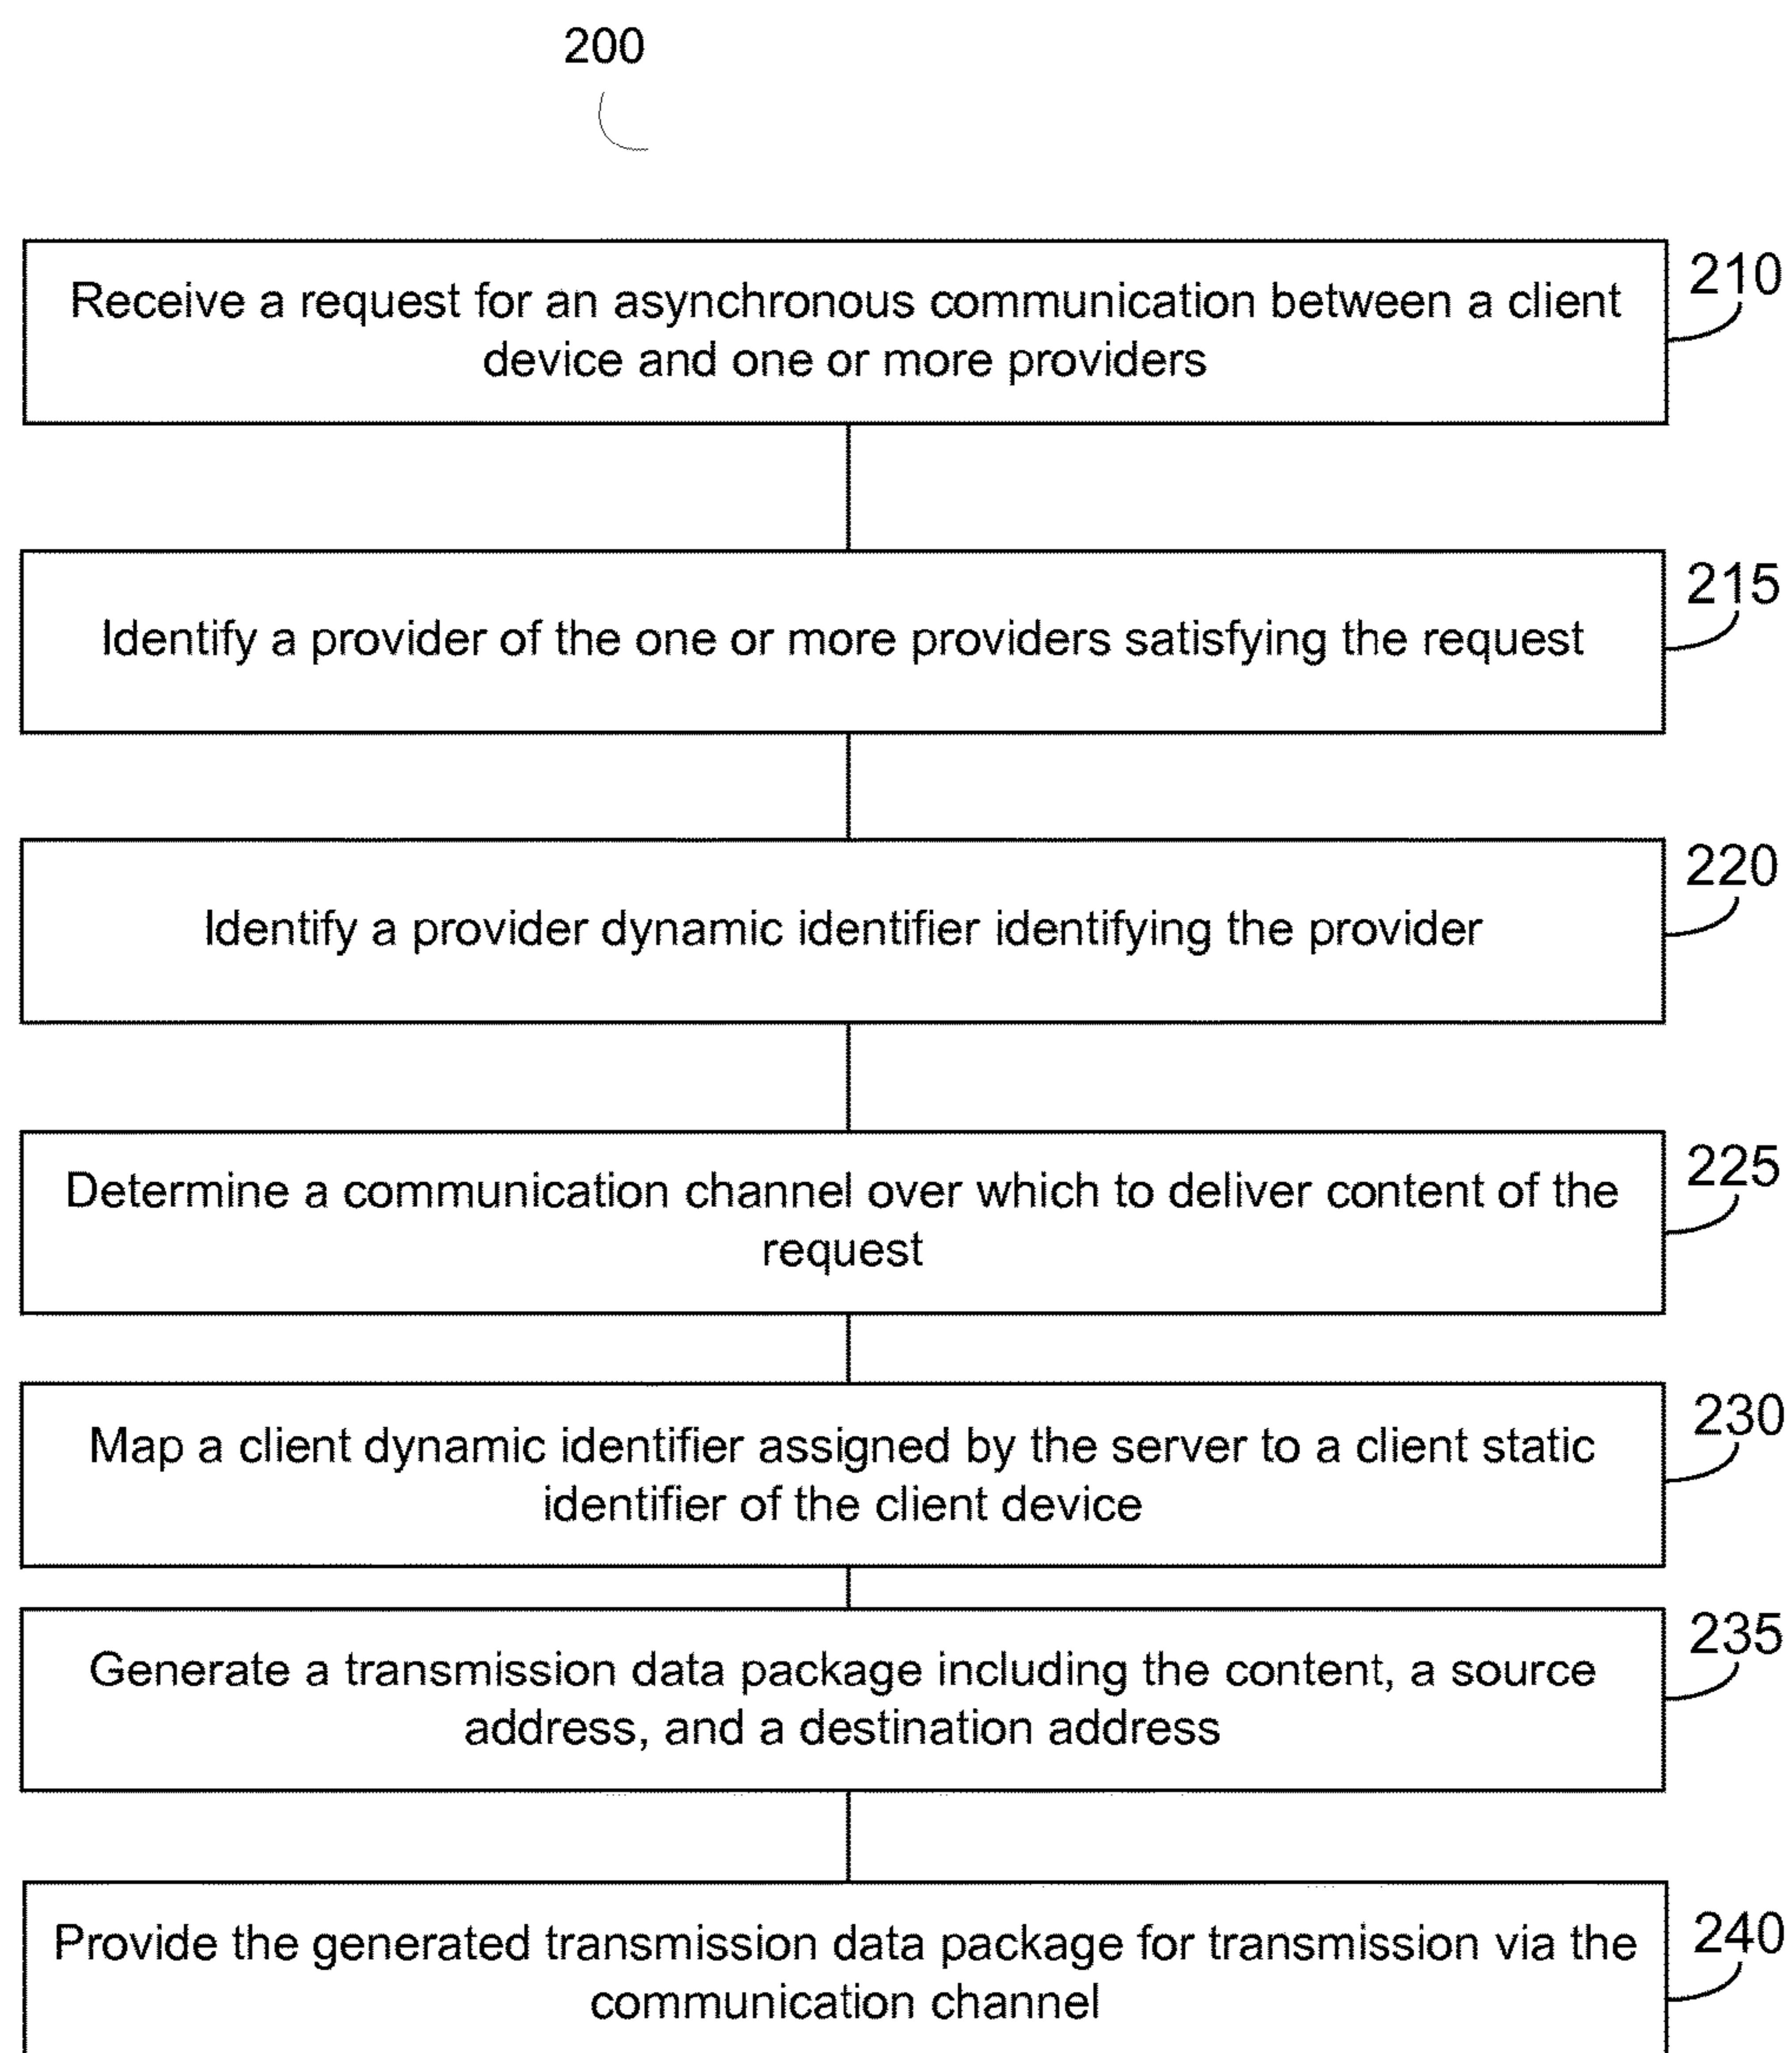 200
Receive a request for an asynchronous communication between a client
device and one or more providers
210
Identify a provider of the one or more providers satisfying the request
215
Identify a provider dynamic identifier identifying the provider
220
Determine a communication channel over which to deliver content of the
request
225
Map a client dynamic identifier assigned by the server to a client static
identifier of the client device
230
Generate a transmission data package including the content, a source
address, and a destination address
235
Provide the generated transmission data package for transmission via the
communication channel
240